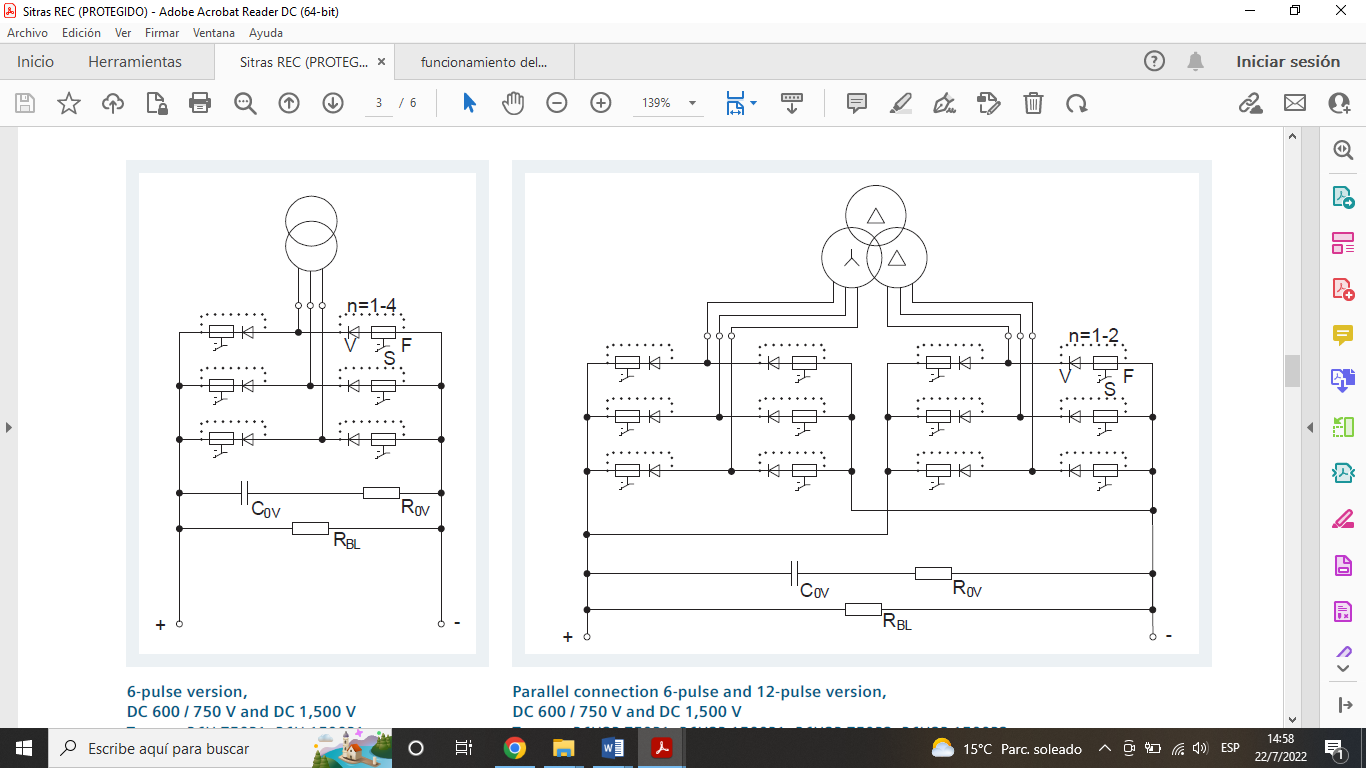 Sitras REC (PROTEGIDO) - Adobe Acrobat Reader DC (64-bit)
Archivo Edición Ver Firmar Ventana Ayuda
Inicio Herramientas Sitras REC (PROTEG... × funcionamiento del... Iniciar sesión
3 / 6 139%
n=1-4
V F
S
C0V R0V
RBL
+ -
n=1-2
V F
S
C0V R0V
RBL
+ -
6-pulse version,
DC 600 / 750 V and DC 1,500 V
Parallel connection 6-pulse and 12-pulse version,
DC 600 / 750 V and DC 1,500 V
Escribe aquí para buscar
15°C Parc. soleado
ESP
14:58
22/7/2022
1